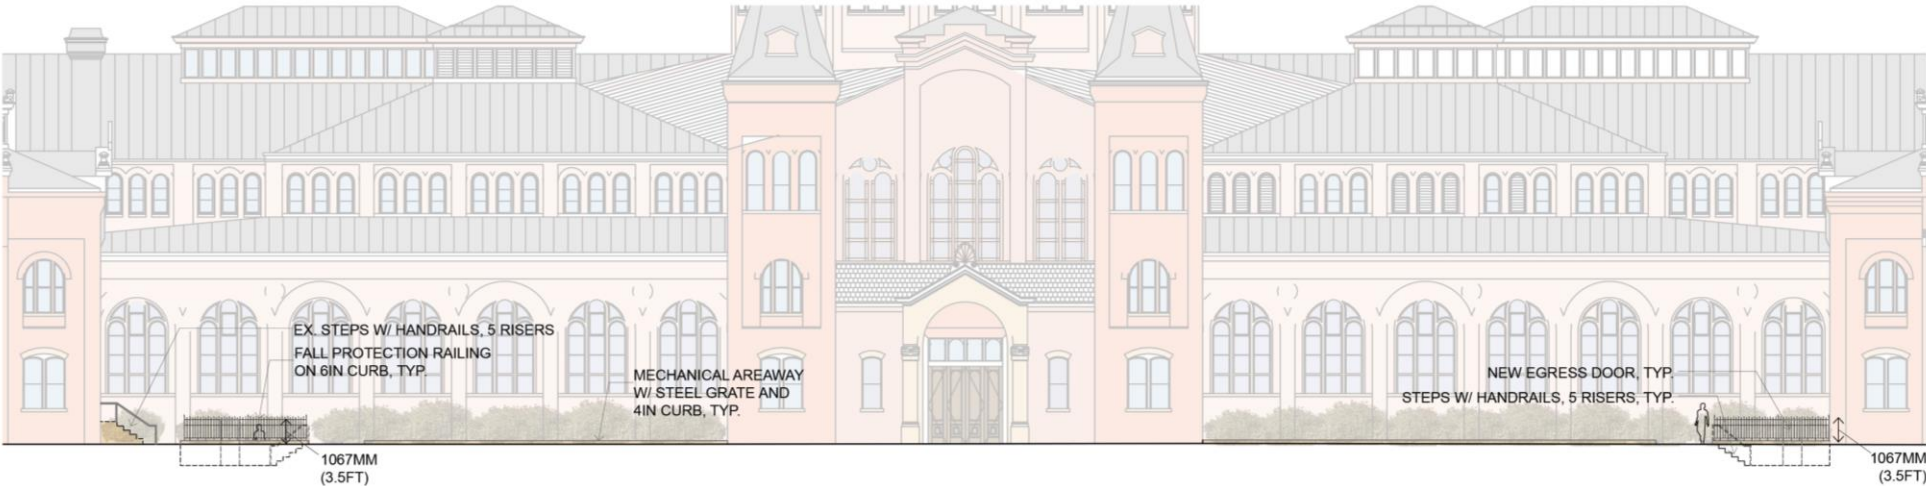 EX. STEPS W/ HANDRAILS, 5 RISERS
FALL PROTECTION RAILING
ON 6IN CURB, TYP.
MECHANICAL AREAWAY
W/ STEEL GRATE AND
4IN CURB, TYP.
1067MM
(3.5FT)
NEW EGRESS DOOR, TYP.
STEPS W/ HANDRAILS, 5 RISERS, TYP.
1067MM
(3.5FT)